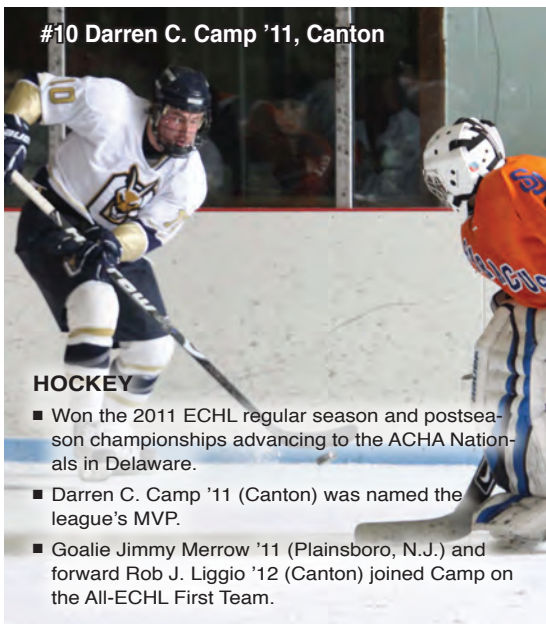 #10 Darren C. Camp ’11, Canton
10
HOCKEY
■ Won the 2011 ECHL regular season and postsea-
son championships advancing to the ACHA Nation-
als in Delaware.
■ Darren C. Camp ’11 (Canton) was named the
league’s MVP.
■ Goalie Jimmy Merrow ’11 (Plainsboro, N.J.) and
forward Rob J. Liggio ’12 (Canton) joined Camp on
the All-ECHL First Team.